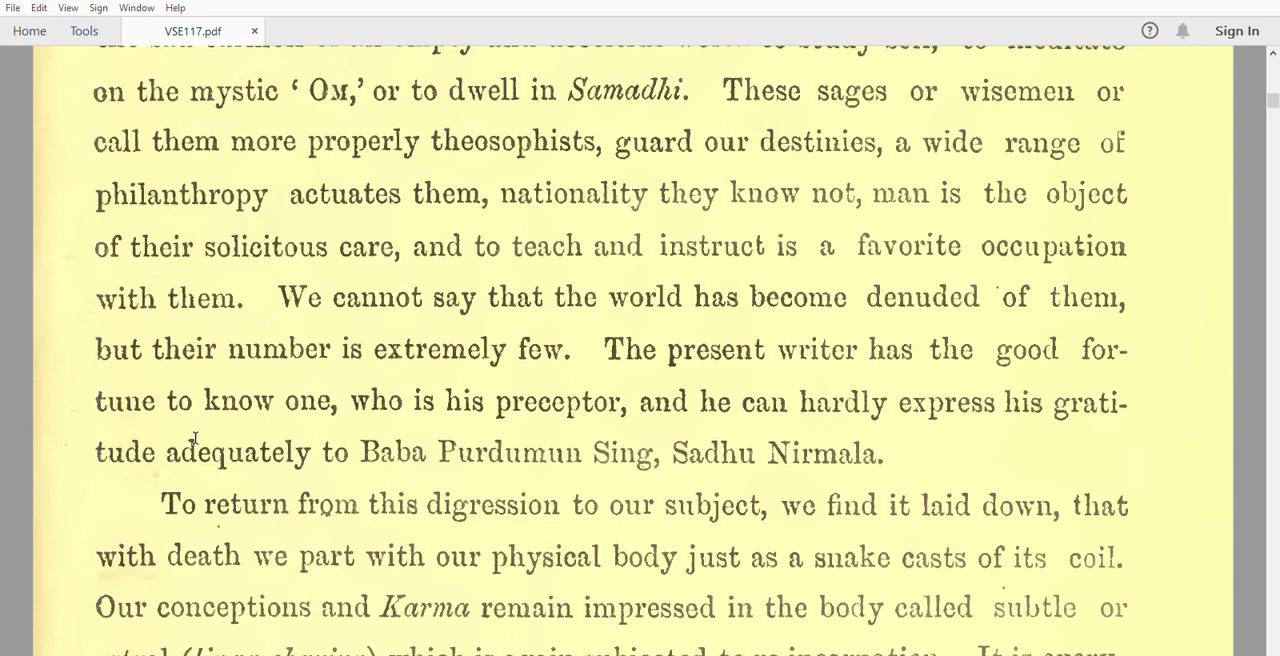 File Edit View Sign Window Help
Home Tools VSE117.pdf × ? Sign In
on the mystic ‘ Om,’ or to dwell in Samadhi. These sages or wisemen or
call them more properly theosophists, guard our destinies, a wide range of
philanthropy actuates them, nationality they know not, man is the object
of their solicitous care, and to teach and instruct is a favorite occupation
with them. We cannot say that the world has become denuded of them,
but their number is extremely few. The present writer has the good for-
tune to know one, who is his preceptor, and he can hardly express his grati-
tude adequately to Baba Purdumun Sing, Sadhu Nirmala.
To return from this digression to our subject, we find it laid down, that
with death we part with our physical body just as a snake casts of its coil.
Our conceptions and Karma remain impressed in the body called subtle or